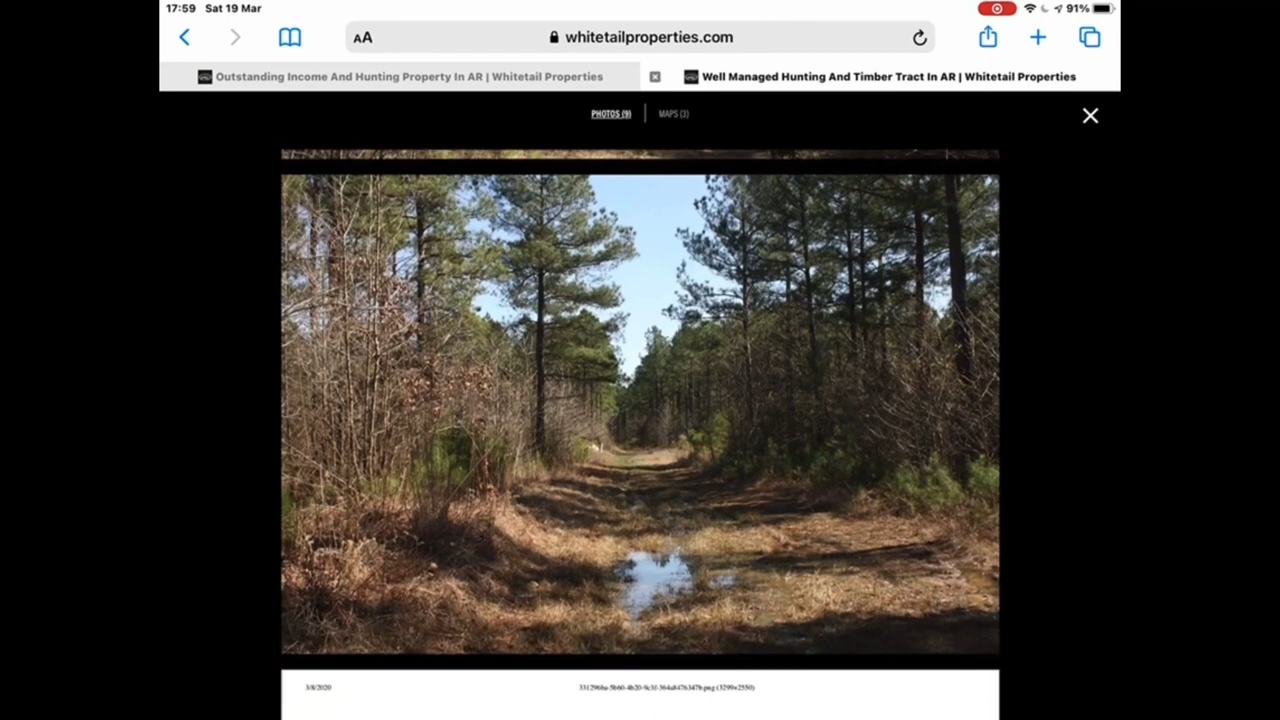 17:59 Sat 19 Mar
91%
AA
whitetailproperties.com
Outstanding Income And Hunting Property In AR | Whitetail Properties
Well Managed Hunting And Timber Tract In AR | Whitetail Properties
PHOTOS (9)
MAPS (3)
3/8/2020